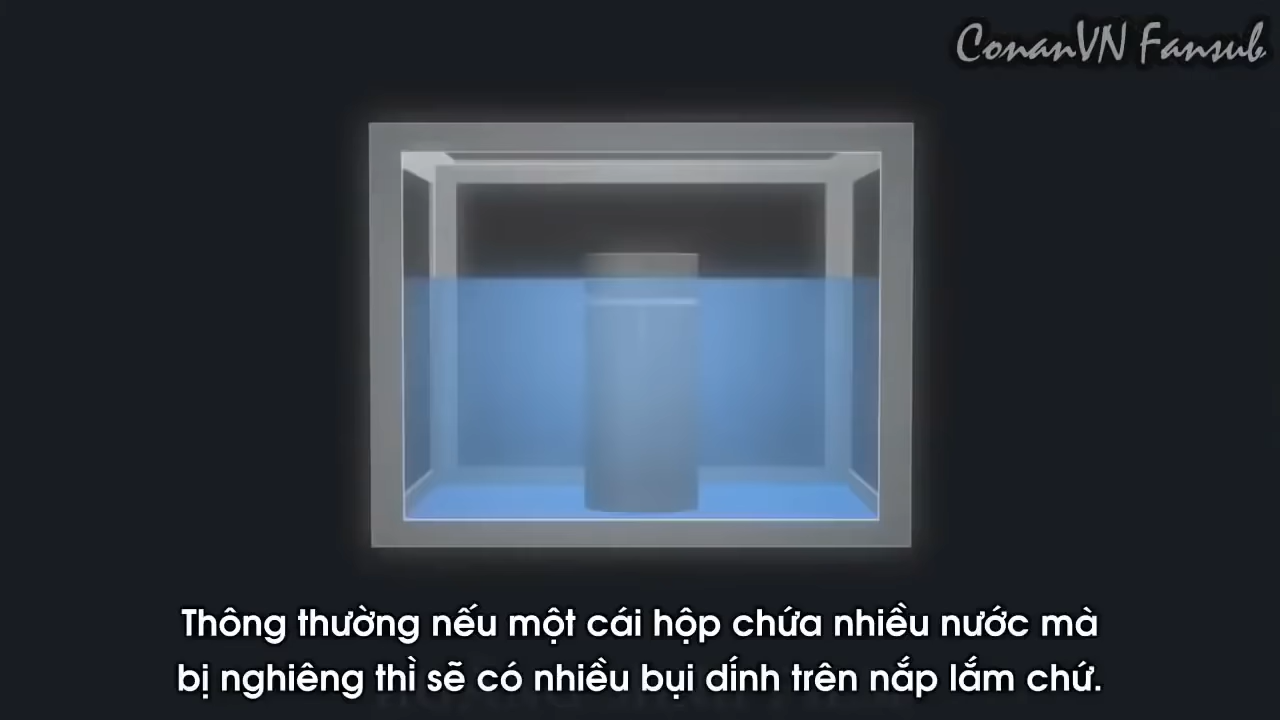 ConanVN Fansub
Thông thường nếu một cái hộp chứa nhiều nước mà
bị nghiêng thì sẽ có nhiều bụi dính trên nắp lắm chứ.